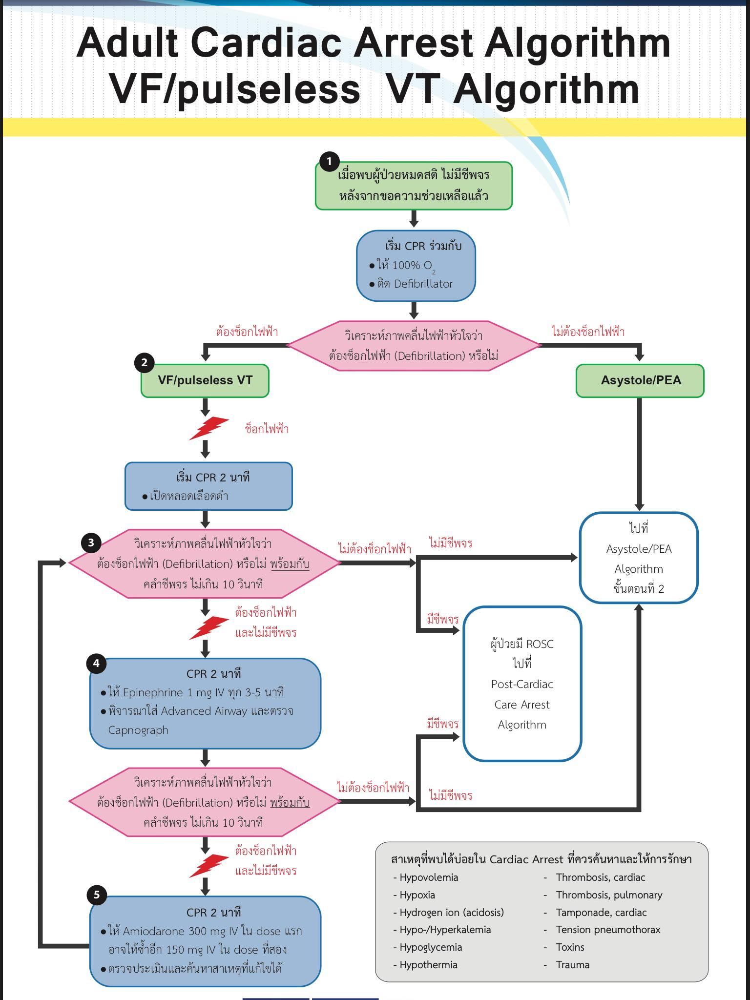 Adult Cardiac Arrest Algorithm
VF/pulseless VT Algorithm
1
เมื่อพบผู้ป่วยหมดสติ ไม่มีชีพจร
หลังจากขอความช่วยเหลือแล้ว
เริ่ม CPR ร่วมกับ
● ให้ 100% O₂
● ติด Defibrillator
วิเคราะห์ภาพคลื่นไฟฟ้าหัวใจว่า
ต้องช็อกไฟฟ้า (Defibrillation) หรือไม่
ต้องช็อกไฟฟ้า
ไม่ต้องช็อกไฟฟ้า
2
VF/pulseless VT
Asystole/PEA
ช็อกไฟฟ้า
เริ่ม CPR 2 นาที
● เปิดหลอดเลือดดำ
3
วิเคราะห์ภาพคลื่นไฟฟ้าหัวใจว่า
ต้องช็อกไฟฟ้า (Defibrillation) หรือไม่ พร้อมกับ
คลำชีพจร ไม่เกิน 10 วินาที
ไม่ต้องช็อกไฟฟ้า
ไม่มีชีพจร
ไปที่
Asystole/PEA
Algorithm
ขั้นตอนที่ 2
มีชีพจร
ผู้ป่วยมี ROSC
ไปที่
Post-Cardiac
Care Arrest
Algorithm
ต้องช็อกไฟฟ้า
และไม่มีชีพจร
4
CPR 2 นาที
● ให้ Epinephrine 1 mg IV ทุก 3-5 นาที
● พิจารณาใส่ Advanced Airway และตรวจ
Capnograph
มีชีพจร
วิเคราะห์ภาพคลื่นไฟฟ้าหัวใจว่า
ต้องช็อกไฟฟ้า (Defibrillation) หรือไม่ พร้อมกับ
คลำชีพจร ไม่เกิน 10 วินาที
ไม่ต้องช็อกไฟฟ้า
ไม่มีชีพจร
ต้องช็อกไฟฟ้า
และไม่มีชีพจร
5
CPR 2 นาที
● ให้ Amiodarone 300 mg IV ใน dose แรก
อาจให้ซ้ำอีก 150 mg IV ใน dose ที่สอง
● ตรวจประเมินและค้นหาสาเหตุที่แก้ไขได้
สาเหตุที่พบได้บ่อยใน Cardiac Arrest ที่ควรค้นหาและให้การรักษา
- Hypovolemia
- Hypoxia
- Hydrogen ion (acidosis)
- Hypo-/Hyperkalemia
- Hypoglycemia
- Hypothermia
- Thrombosis, cardiac
- Thrombosis, pulmonary
- Tamponade, cardiac
- Tension pneumothorax
- Toxins
- Trauma